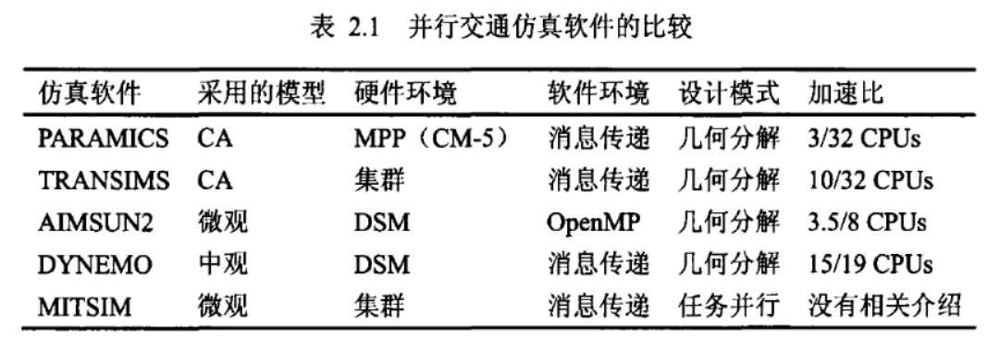 表 2.1 并行交通仿真软件的比较
仿真软件 采用的模型 硬件环境 软件环境 设计模式 加速比
PARAMICS CA MPP（CM-5） 消息传递 几何分解 3/32 CPUs
TRANSIMS CA 集群 消息传递 几何分解 10/32 CPUs
AIMSUN2 微观 DSM OpenMP 几何分解 3.5/8 CPUs
DYNEMO 中观 DSM 消息传递 几何分解 15/19 CPUs
MITSIM 微观 集群 消息传递 任务并行 没有相关介绍